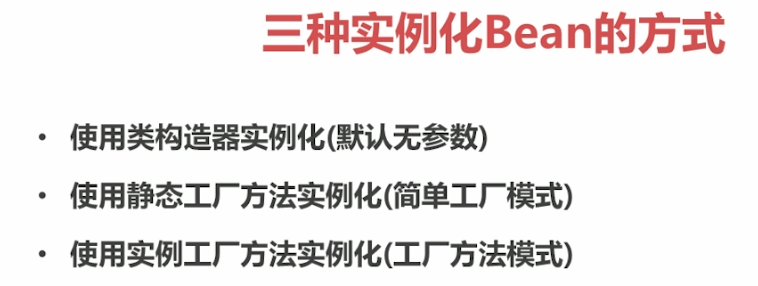 三种实例化Bean的方式
• 使用类构造器实例化(默认无参数)
• 使用静态工厂方法实例化(简单工厂模式)
• 使用实例工厂方法实例化(工厂方法模式)